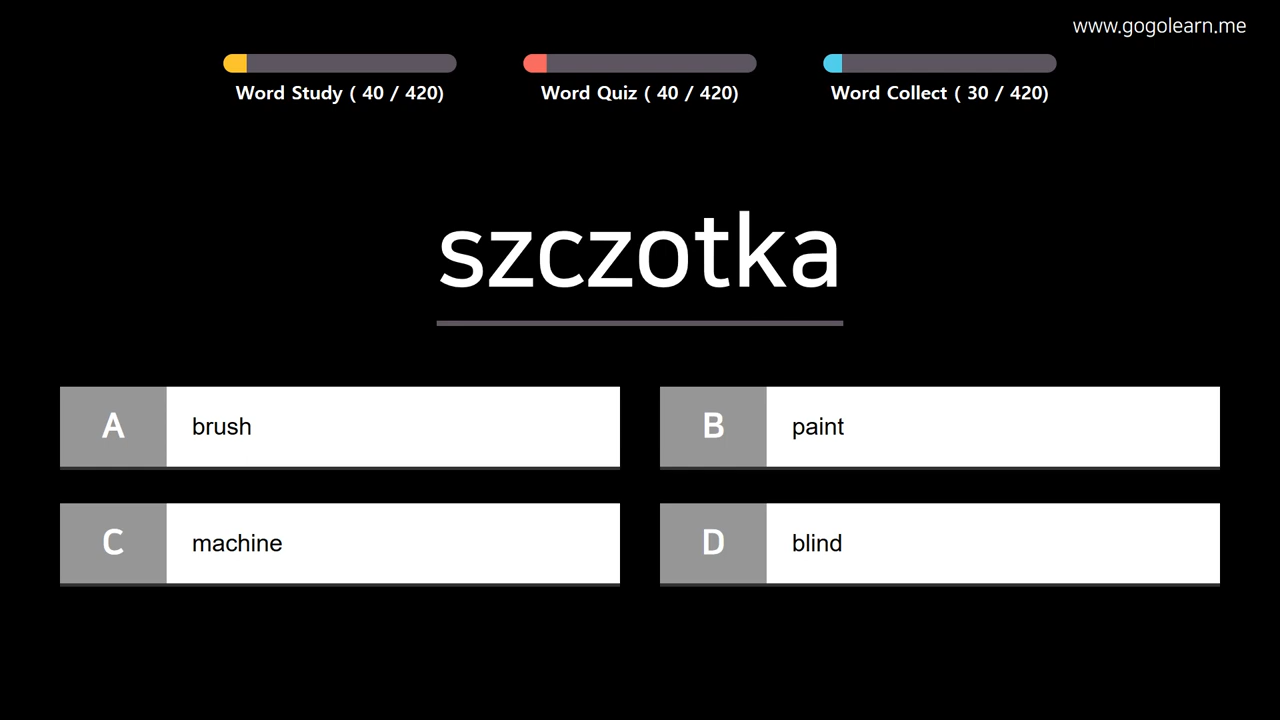 www.gogolearn.me
Word Study ( 40 / 420)
Word Quiz ( 40 / 420)
Word Collect ( 30 / 420)
szczotka
A brush
B paint
C machine
D blind